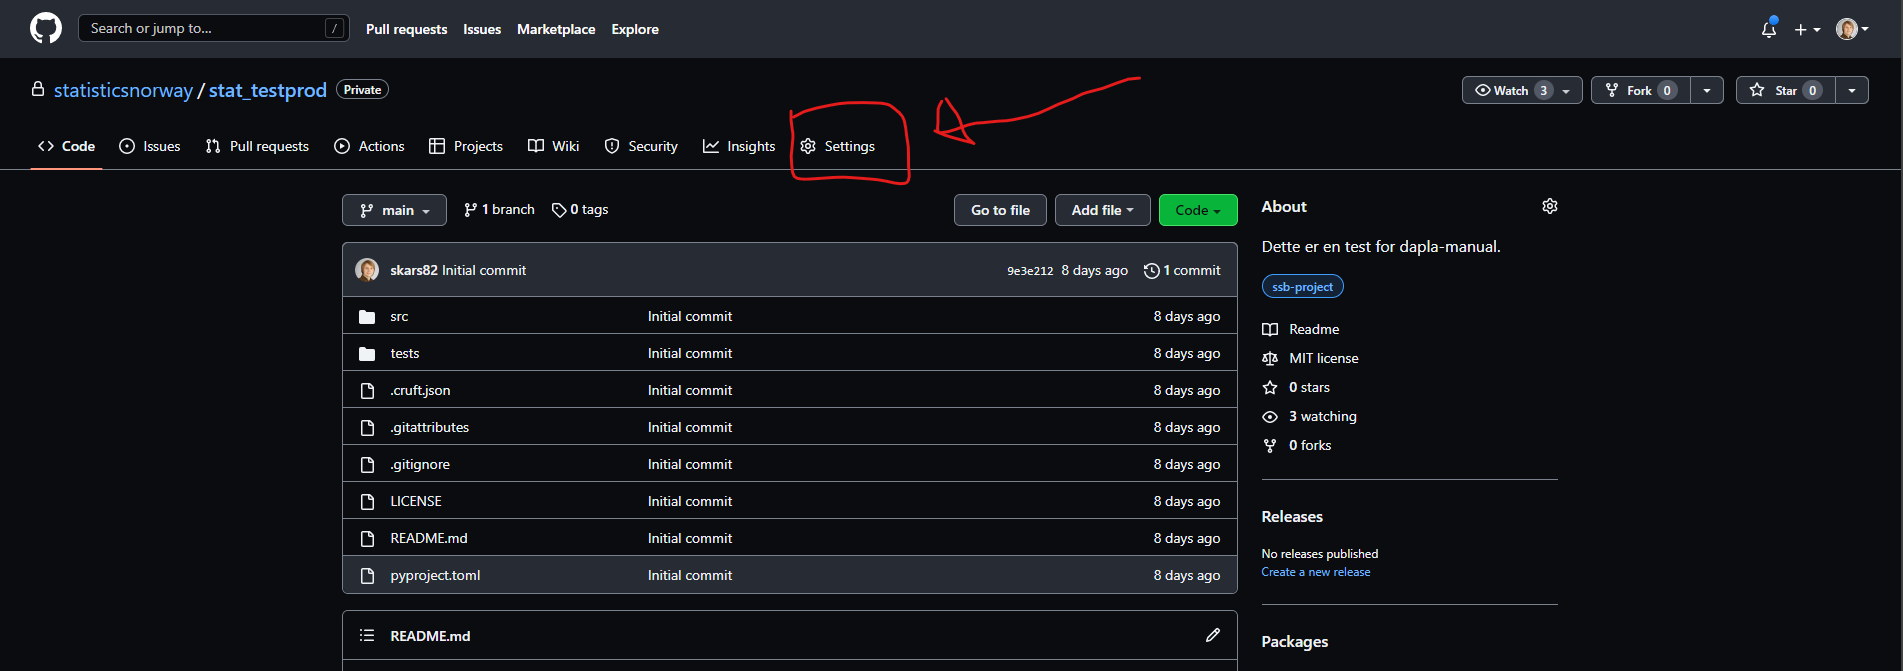 Search or jump to... /
Pull requests Issues Marketplace Explore
statisticsnorway / stat_testprod Private
Watch 3 Fork 0 Star 0
Code Issues Pull requests Actions Projects Wiki Security Insights Settings
main 1 branch 0 tags Go to file Add file Code
skars82 Initial commit 9e3e212 8 days ago 1 commit
src Initial commit 8 days ago
tests Initial commit 8 days ago
.cruft.json Initial commit 8 days ago
.gitattributes Initial commit 8 days ago
.gitignore Initial commit 8 days ago
LICENSE Initial commit 8 days ago
README.md Initial commit 8 days ago
pyproject.toml Initial commit 8 days ago
README.md
About
Dette er en test for dapla-manual.
ssb-project
Readme
MIT license
0 stars
3 watching
0 forks
Releases
No releases published
Create a new release
Packages